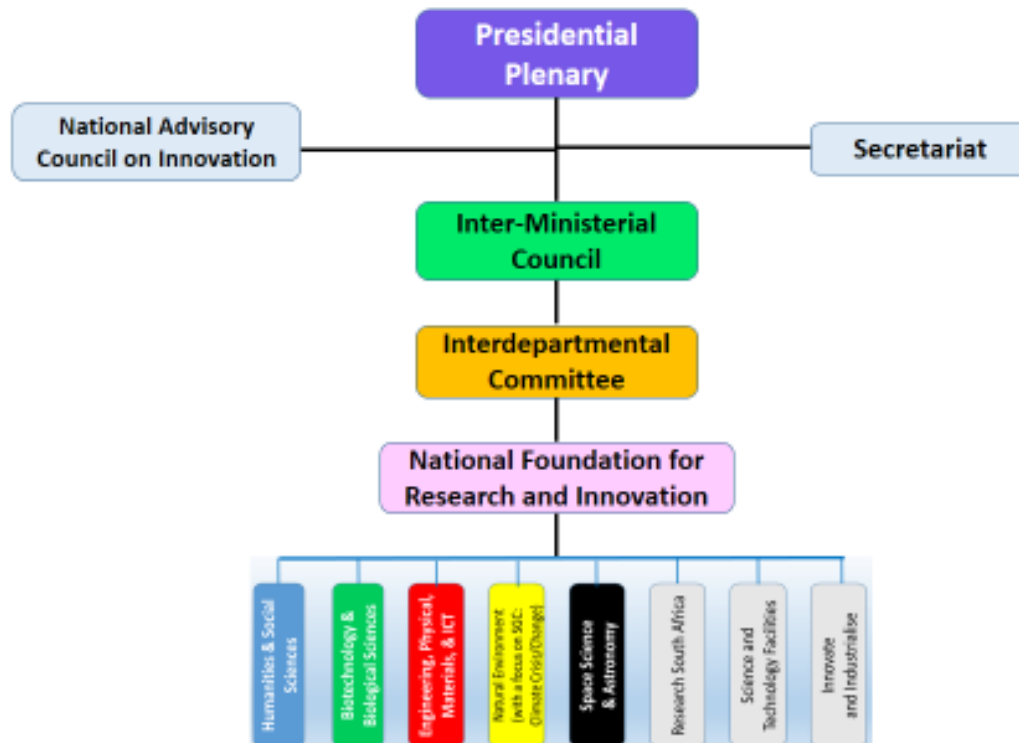 Presidential
Plenary
National Advisory
Council on Innovation
Secretariat
Inter-Ministerial
Council
Interdepartmental
Committee
National Foundation for
Research and Innovation
Humanities & Social
Sciences
Biotechnology &
Biological Sciences
Engineering, Physical,
Materials, & ICT
Natural Environment
(with a focus on SGC:
Climate Crisis/Change)
Space Science
& Astronomy
Research South Africa
Science and
Technology Facilities
Innovate
and Industrialise